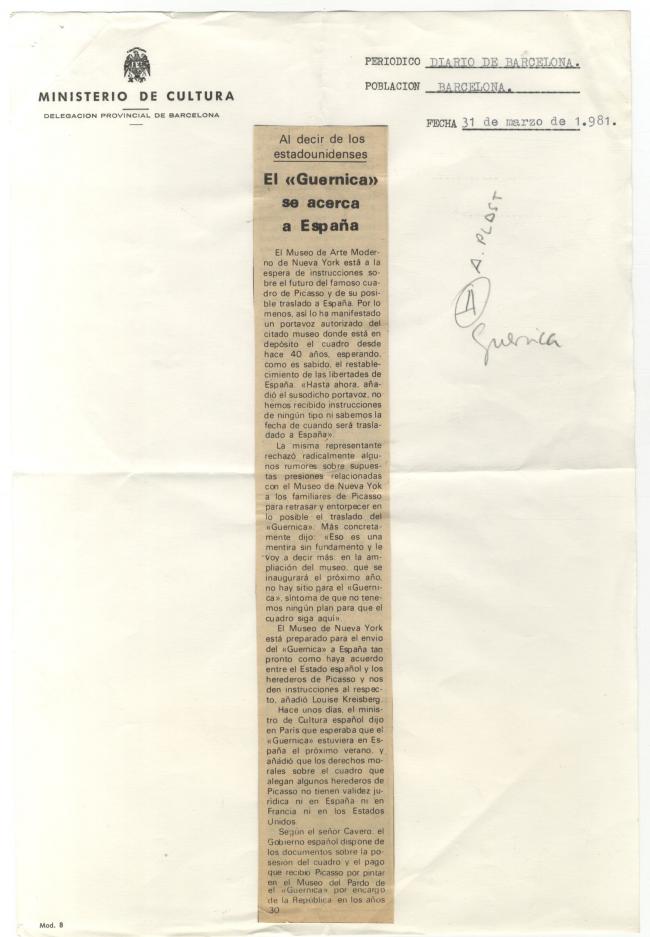 MINISTERIO DE CULTURA
DELEGACION PROVINCIAL DE BARCELONA
PERIODICO DIARIO DE BARCELONA.
POBLACION BARCELONA.
FECHA 31 de marzo de 1.981.
A. PLAST
II
Guernica
Al decir de los
estadounidenses
El «Guernica»
se acerca
a España
El Museo de Arte Moder-
no de Nueva York está a la
espera de instrucciones so-
bre el futuro del famoso cua-
dro de Picasso y de su posi-
ble traslado a España. Por lo
menos, así lo ha manifestado
un portavoz autorizado del
citado museo donde está en
depósito el cuadro desde
hace 40 años, esperando,
como es sabido, el restable-
cimiento de las libertades de
España. «Hasta ahora, aña-
dió el susodicho portavoz, no
hemos recibido instrucciones
de ningún tipo ni sabemos la
fecha de cuando será trasla-
dado a España».
La misma representante
rechazó radicalmente algu-
nos rumores sobre supues-
tas presiones relacionadas
con el Museo de Nueva Yok
a los familiares de Picasso
para retrasar y entorpecer en
lo posible el traslado del
«Guernica». Más concreta-
mente dijo: «Eso es una
mentira sin fundamento y le
voy a decir más: en la am-
pliación del museo, que se
inaugurará el próximo año,
no hay sitio para el «Guerni-
ca», síntoma de que no tene-
mos ningún plan para que el
cuadro siga aquí».
El Museo de Nueva York
está preparado para el envio
del «Guernica» a España tan
pronto como haya acuerdo
entre el Estado español y los
herederos de Picasso y nos
den instrucciones al respec-
to, añadió Louise Kreisberg.
Hace unos días, el minis-
tro de Cultura español dijo
en París que esperaba que el
«Guernica» estuviera en Es-
paña el próximo verano, y
añádió que los derechos mo-
rales sobre el cuadro que
alegan algunos herederos de
Picasso no tienen validez ju-
rídica ni en España ni en
Francia ni en los Estados
Unidos.
Según el señor Cavero, el
Gobierno español dispone de
los documentos sobre la po-
sesión del cuadro y el pago
que recibió Picasso por pintar
en el Museo del Pardo de
el «Guernica» por encargo
de la República en los años
30
Mod. 8